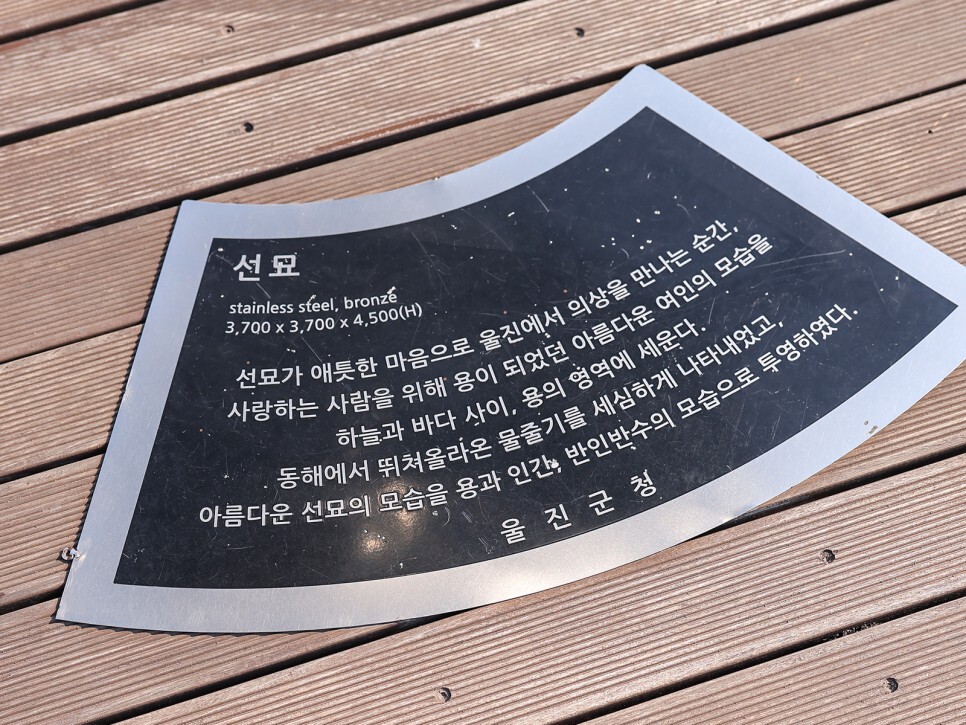 선묘
stainless steel, bronze
3,700 x 3,700 x 4,500(H)
선묘가 애틋한 마음으로 울진에서 의상을 만나는 순간,
사랑하는 사람을 위해 용이 되었던 아름다운 여인의 모습을
하늘과 바다 사이, 용의 영역에 세운다.
동해에서 뛰쳐올라온 물줄기를 세심하게 나타내었고,
아름다운 선묘의 모습을 용과 인간, 반인반수의 모습으로 투영하였다.
울진군청